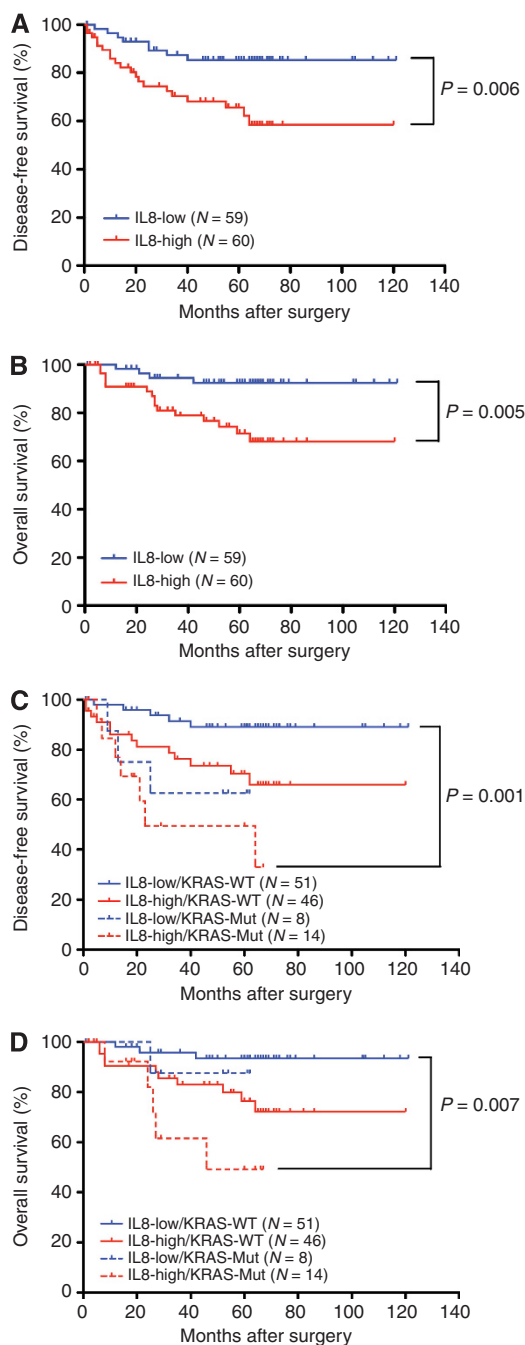 A
Disease-free survival (%)
100
80
60
40
20
0
P = 0.006
IL8-low (N = 59)
IL8-high (N = 60)
0 20 40 60 80 100 120 140
Months after surgery
B
Overall survival (%)
100
80
60
40
20
0
P = 0.005
IL8-low (N = 59)
IL8-high (N = 60)
0 20 40 60 80 100 120 140
Months after surgery
C
Disease-free survival (%)
100
80
60
40
20
0
P = 0.001
IL8-low/KRAS-WT (N = 51)
IL8-high/KRAS-WT (N = 46)
IL8-low/KRAS-Mut (N = 8)
IL8-high/KRAS-Mut (N = 14)
0 20 40 60 80 100 120 140
Months after surgery
D
Overall survival (%)
100
80
60
40
20
0
P = 0.007
IL8-low/KRAS-WT (N = 51)
IL8-high/KRAS-WT (N = 46)
IL8-low/KRAS-Mut (N = 8)
IL8-high/KRAS-Mut (N = 14)
0 20 40 60 80 100 120 140
Months after surgery